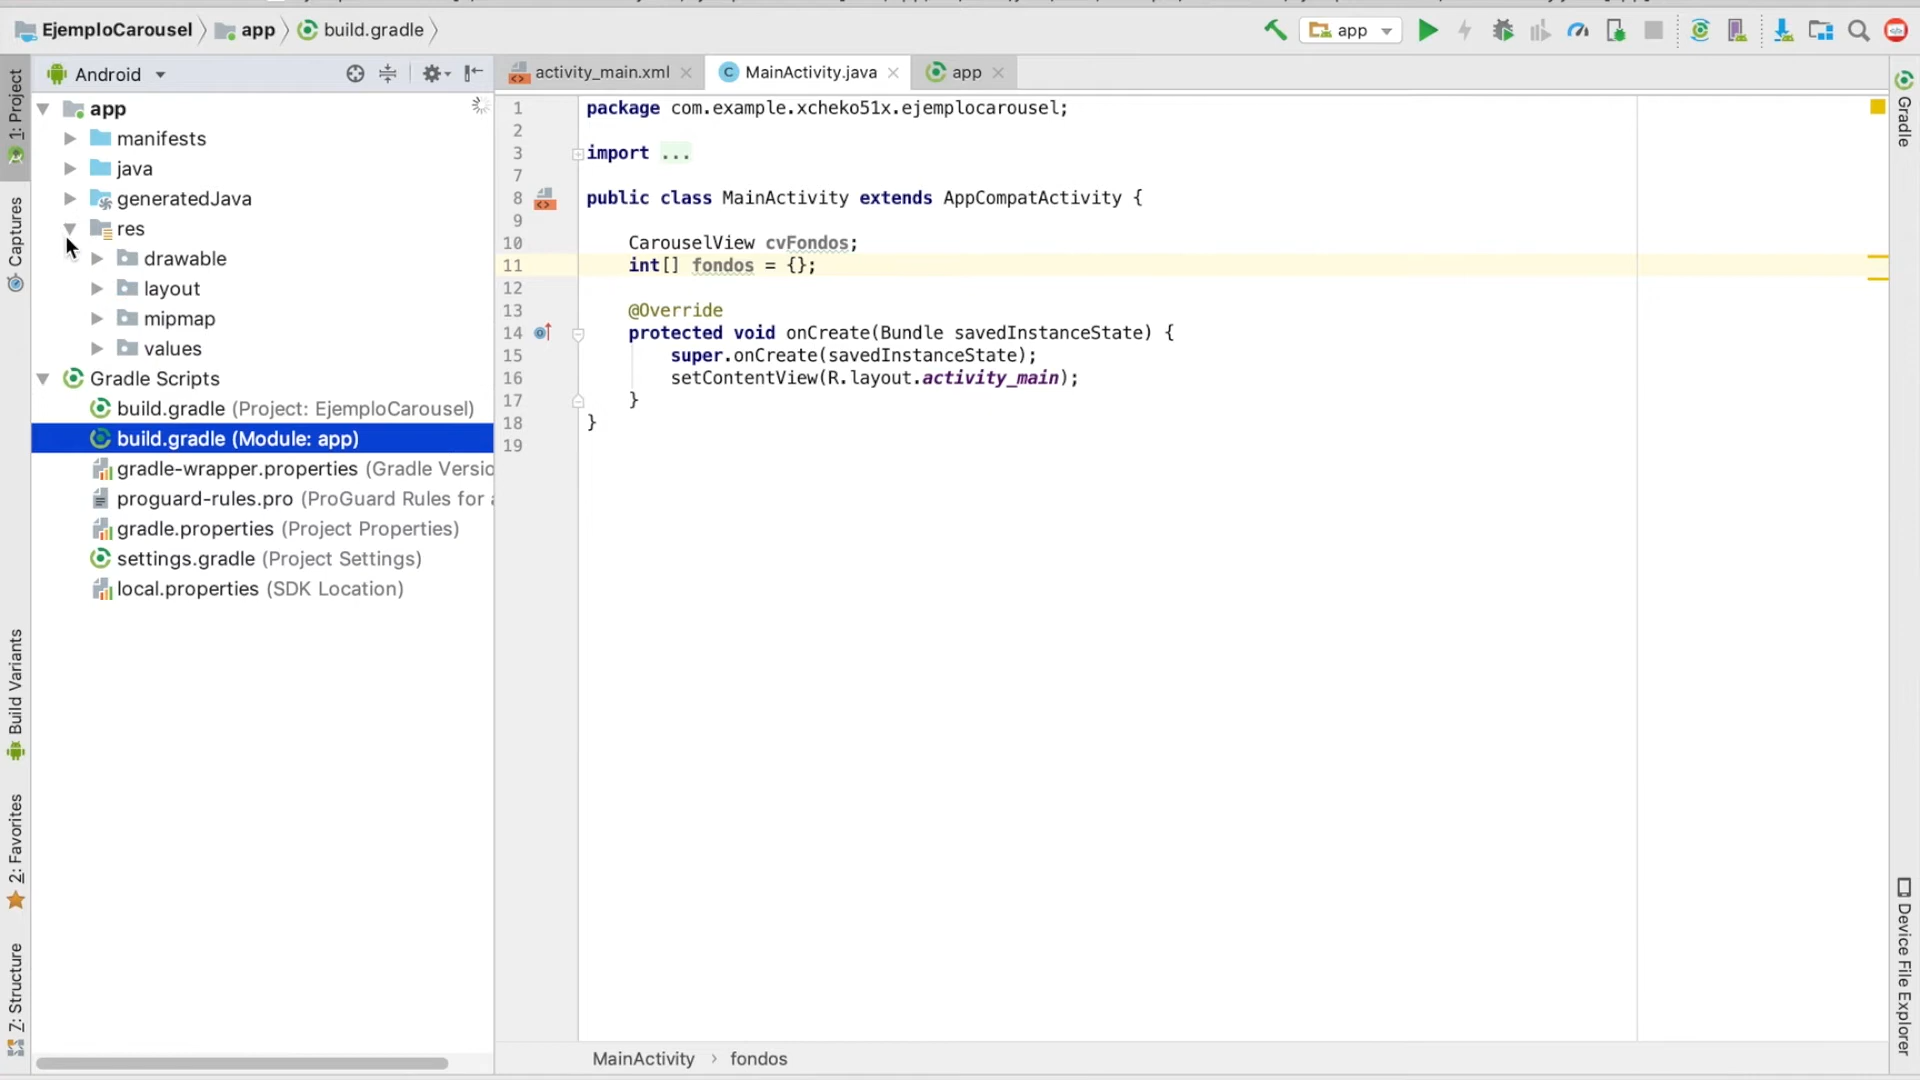 EjemploCarousel
app
build.gradle
app
Android
activity_main.xml
MainActivity.java
app
1: Project
Captures
Build Variants
2: Favorites
Z: Structure
app
manifests
java
generatedJava
res
drawable
layout
mipmap
values
Gradle Scripts
build.gradle (Project: EjemploCarousel)
build.gradle (Module: app)
gradle-wrapper.properties (Gradle Versio
proguard-rules.pro (ProGuard Rules for a
gradle.properties (Project Properties)
settings.gradle (Project Settings)
local.properties (SDK Location)
1 package com.example.xcheko51x.ejemplocarousel;
2
3 import ...
7
8 public class MainActivity extends AppCompatActivity {
9
10 CarouselView cvFondos;
11 int[] fondos = {};
12
13 @Override
14 protected void onCreate(Bundle savedInstanceState) {
15 super.onCreate(savedInstanceState);
16 setContentView(R.layout.activity_main);
17 }
18 }
19
MainActivity › fondos
Gradle
Device File Explorer